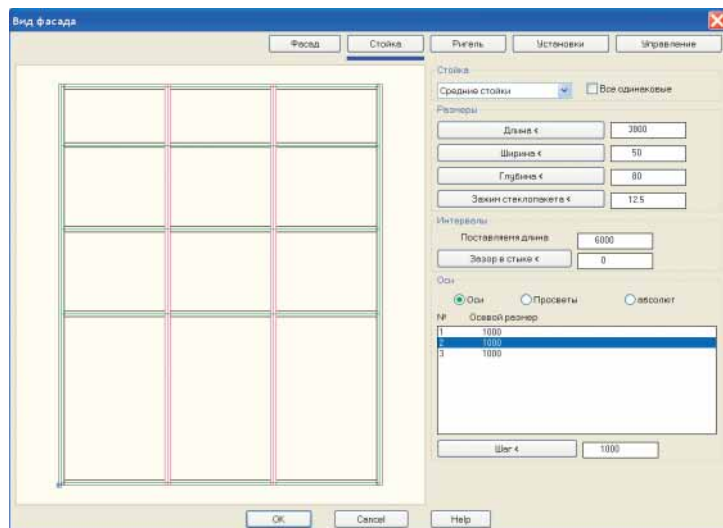 Вид фасада
Фасад Стойка Ригель Установки Управление
Стойка
Средние стойки Все одинаковые
Размеры
Длина < 3800
Ширина < 50
Глубина < 80
Зажим стеклопакета < 12.5
Интервалы
Поставляемя длина 6000
Зазор в стыке < 0
Оси
Оси Просветы абсолют
№ Осевой размер
1 1000
2 1000
3 1000
Шаг < 1000
OK Cancel Help